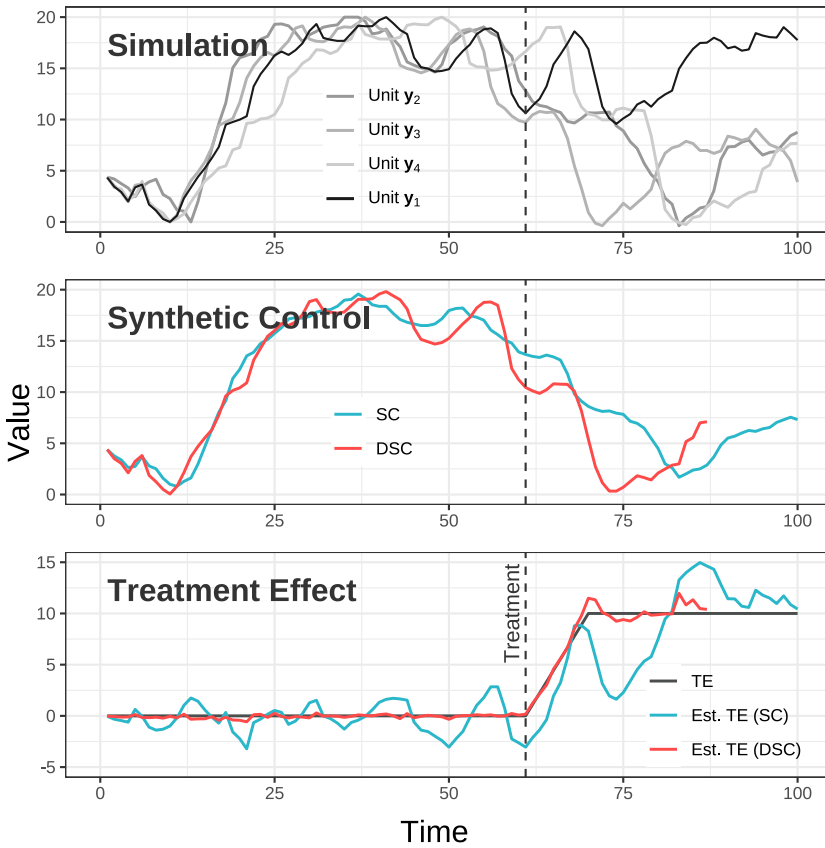 Simulation
Unit y₂
Unit y₃
Unit y₄
Unit y₁
20
15
10
5
0
0 25 50 75 100
Synthetic Control
SC
DSC
20
15
10
5
0
0 25 50 75 100
Value
Treatment Effect
Treatment
TE
Est. TE (SC)
Est. TE (DSC)
15
10
5
0
-5
0 25 50 75 100
Time